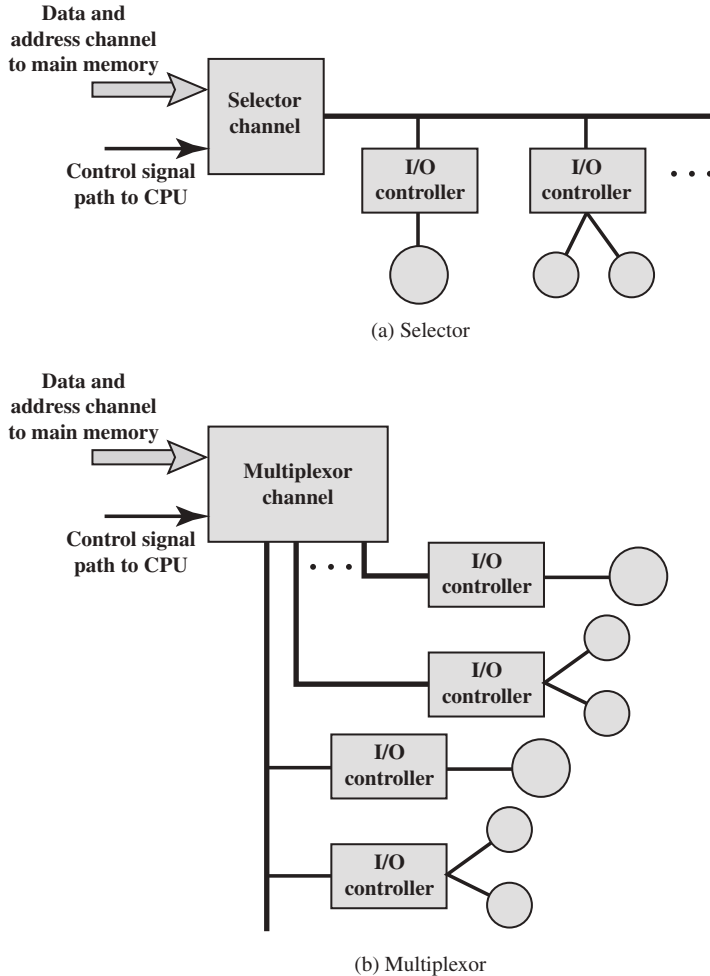 Data and
address channel
to main memory
Selector
channel
Control signal
path to CPU
I/O
controller
I/O
controller
• • •
(a) Selector
Data and
address channel
to main memory
Multiplexor
channel
Control signal
path to CPU
• • •
I/O
controller
I/O
controller
I/O
controller
I/O
controller
(b) Multiplexor